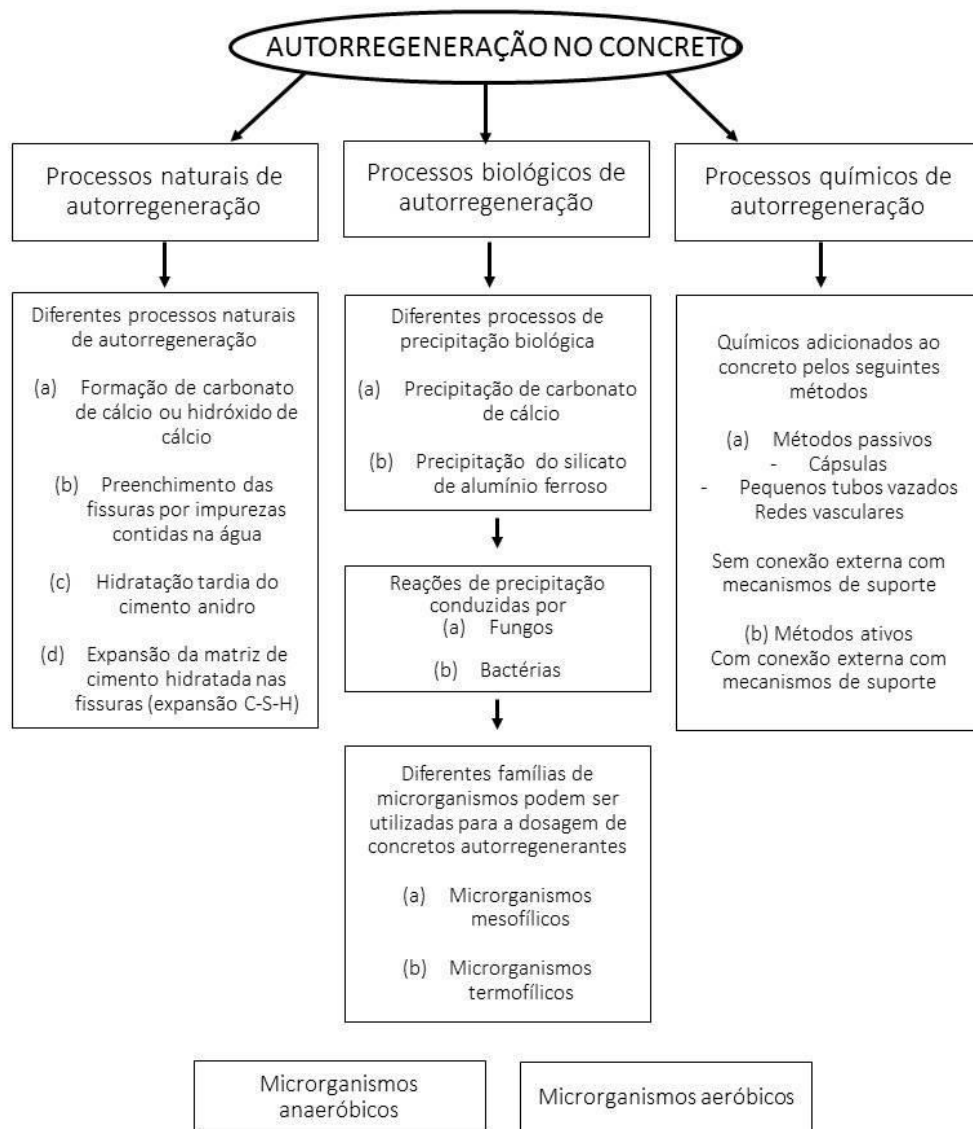 AUTORREGENERAÇÃO NO CONCRETO
Processos naturais de
autorregeneração
Processos biológicos de
autorregeneração
Processos químicos de
autorregeneração
Diferentes processos naturais
de autorregeneração
(a) Formação de carbonato
de cálcio ou hidróxido de
cálcio
(b) Preenchimento das
fissuras por impurezas
contidas na água
(c) Hidratação tardia do
cimento anidro
(d) Expansão da matriz de
cimento hidratada nas
fissuras (expansão C-S-H)
Diferentes processos de
precipitação biológica
(a) Precipitação de carbonato
de cálcio
(b) Precipitação do silicato
de alumínio ferroso
Reações de precipitação
conduzidas por
(a) Fungos
(b) Bactérias
Diferentes famílias de
microrganismos podem ser
utilizadas para a dosagem de
concretos autorregenerantes
(a) Microrganismos
mesofílicos
(b) Microrganismos
termofílicos
Químicos adicionados ao
concreto pelos seguintes
métodos
(a) Métodos passivos
- Cápsulas
- Pequenos tubos vazados
Redes vasculares
Sem conexão externa com
mecanismos de suporte
(b) Métodos ativos
Com conexão externa com
mecanismos de suporte
Microrganismos
anaeróbicos
Microrganismos aeróbicos